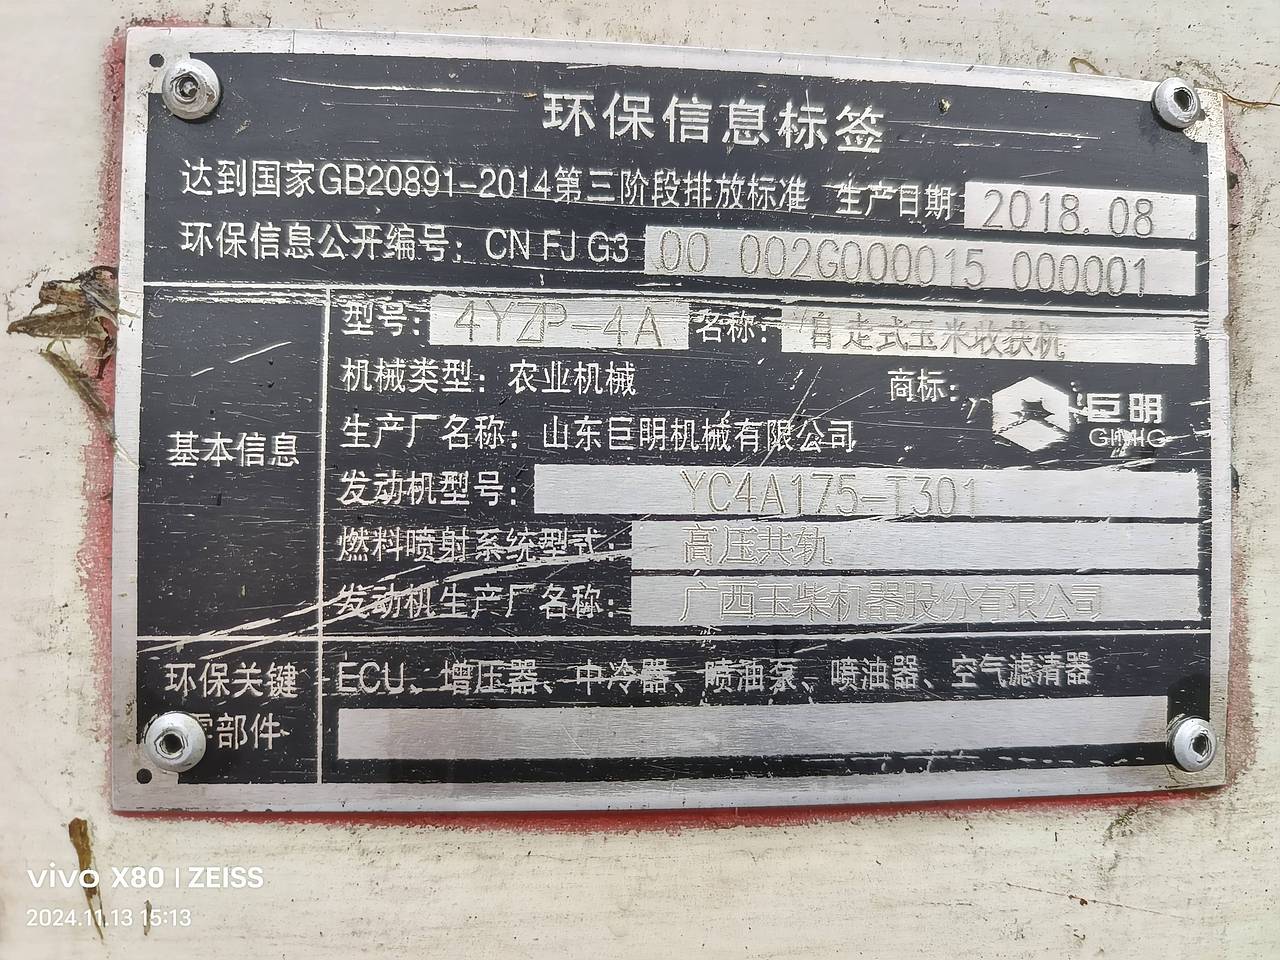 环保信息标签
达到国家GB20891-2014第三阶段排放标准 生产日期 2018.08
环保信息公开编号：CN FJ G3 00 002G000015 000001
型号：4YZP-4A 名称：自走式玉米收获机
机械类型：农业机械 商标：巨明
生产厂名称：山东巨明机械有限公司
基本信息
发动机型号：YC4A175-T301
燃料喷射系统型式：高压共轨
发动机生产厂名称：广西玉柴机器股份有限公司
环保关键零部件
ECU、增压器、中冷器、喷油泵、喷油器、空气滤清器
vivo X80 | ZEISS
2024.11.13 15:13